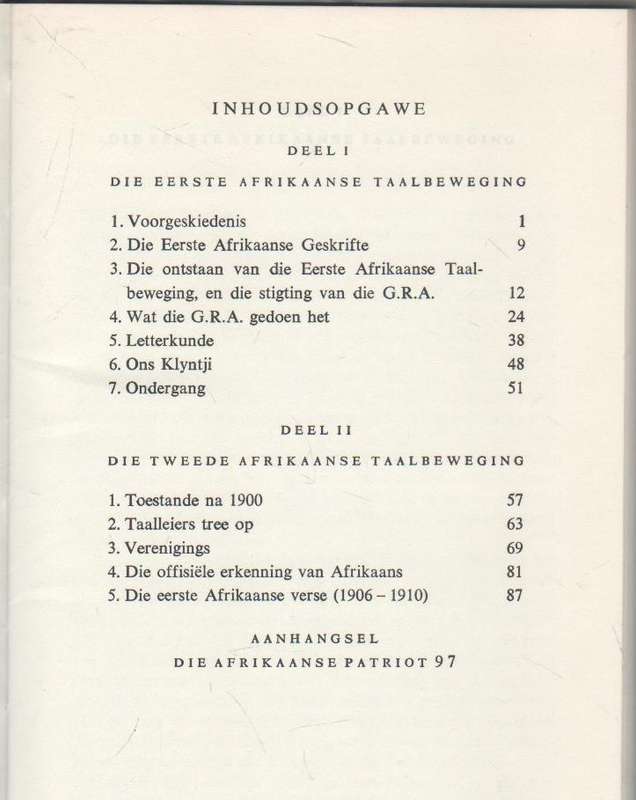 INHOUDSOPGAWE
DEEL I
DIE EERSTE AFRIKAANSE TAALBEWEGING
1. Voorgeskiedenis 1
2. Die Eerste Afrikaanse Geskrifte 9
3. Die ontstaan van die Eerste Afrikaanse Taal-
beweging, en die stigting van die G.R.A. 12
4. Wat die G.R.A. gedoen het 24
5. Letterkunde 38
6. Ons Klyntji 48
7. Ondergang 51
DEEL II
DIE TWEEDE AFRIKAANSE TAALBEWEGING
1. Toestande na 1900 57
2. Taalleiers tree op 63
3. Verenigings 69
4. Die offisiële erkenning van Afrikaans 81
5. Die eerste Afrikaanse verse (1906 – 1910) 87
AANHANGSEL
DIE AFRIKAANSE PATRIOT 97